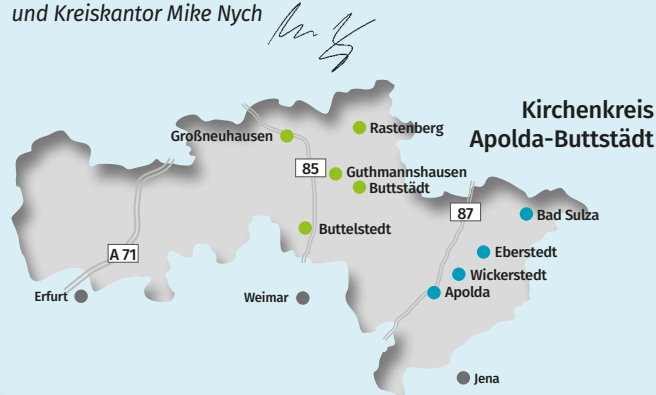 und Kreiskantor Mike Nych
Kirchenkreis
Apolda-Buttstädt
Großneuhausen
Rastenberg
85
Guthmannshausen
Buttstädt
87
Bad Sulza
Buttelstedt
A 71
Eberstedt
Wickerstedt
Erfurt
Weimar
Apolda
Jena